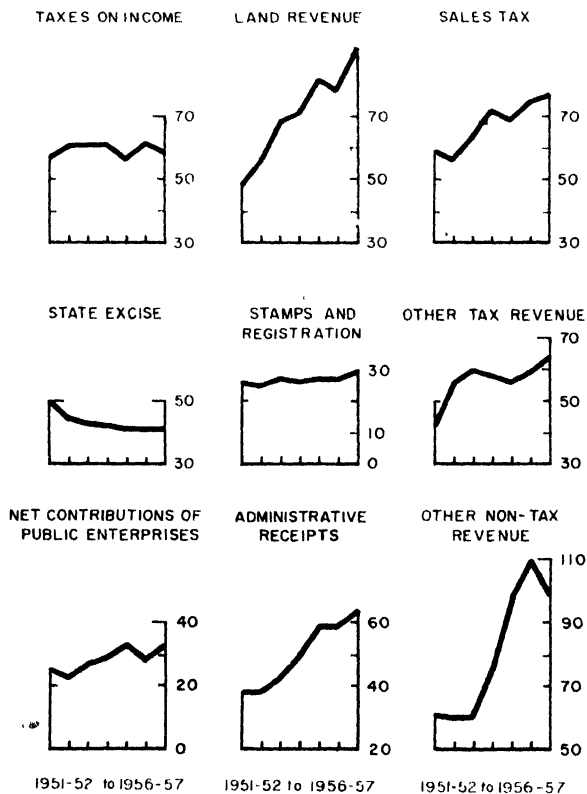 TAXES ON INCOME
LAND REVENUE
SALES TAX
70
50
30
70
50
30
70
50
30
STATE EXCISE
STAMPS AND
REGISTRATION
OTHER TAX REVENUE
50
30
30
10
0
70
50
30
NET CONTRIBUTIONS OF
PUBLIC ENTERPRISES
ADMINISTRATIVE
RECEIPTS
OTHER NON-TAX
REVENUE
40
20
0
60
40
20
110
90
70
50
1951-52 to 1956-57
1951-52 to 1956-57
1951-52 to 1956-57